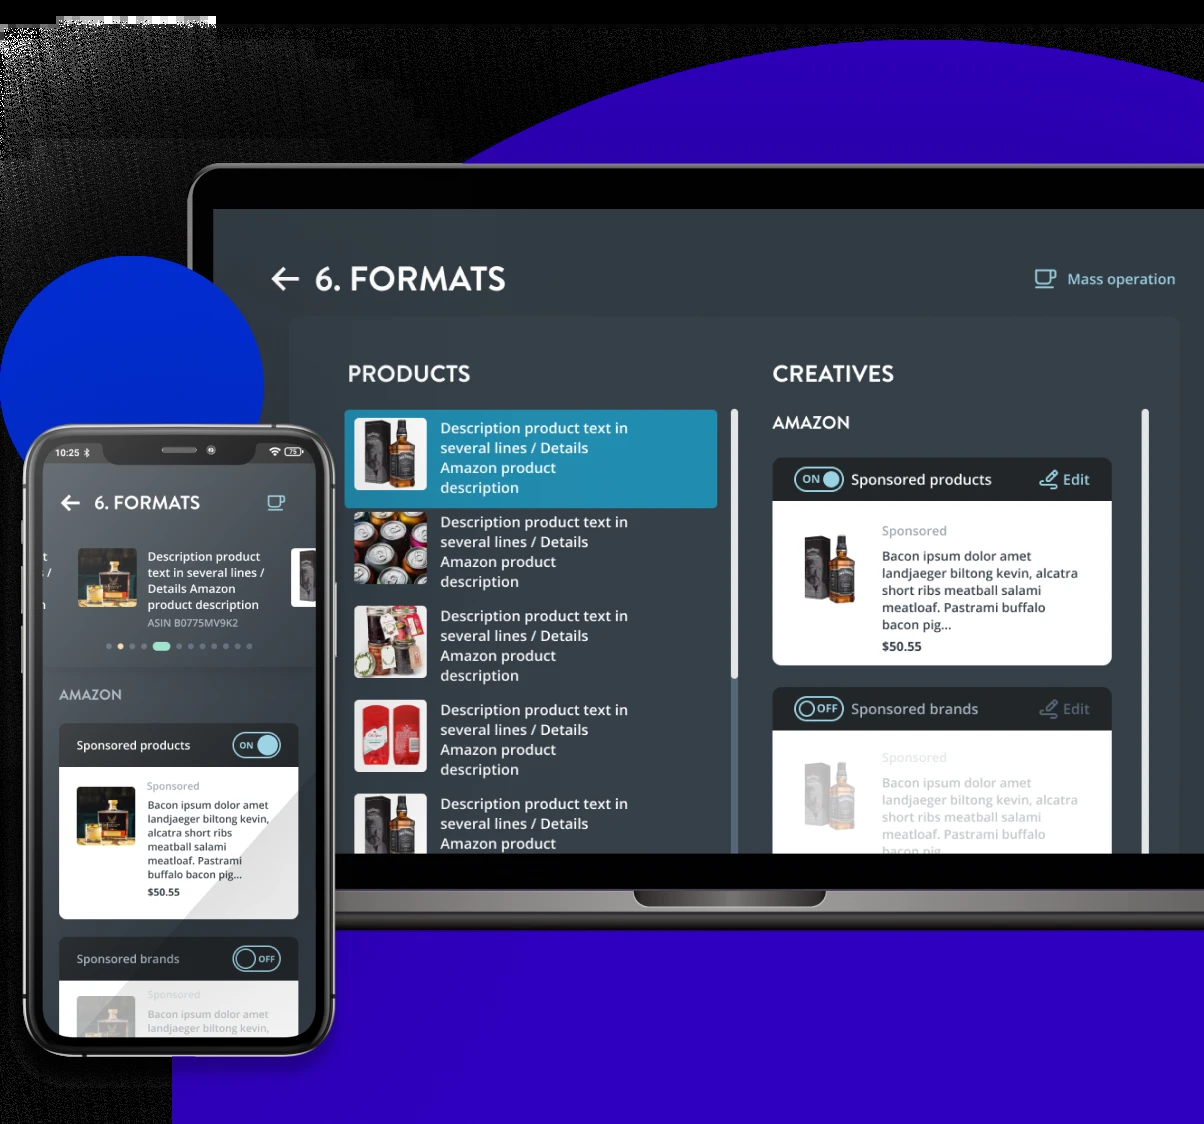 6. FORMATS
Mass operation
PRODUCTS
Description product text in
several lines / Details
Amazon product
description
Description product text in
several lines / Details
Amazon product
description
Description product text in
several lines / Details
Amazon product
description
Description product text in
several lines / Details
Amazon product
description
Description product text in
several lines / Details
Amazon product
CREATIVES
AMAZON
ON
Sponsored products
Edit
Sponsored
Bacon ipsum dolor amet
landjaeger biltong kevin, alcatra
short ribs meatball salami
meatloaf. Pastrami buffalo
bacon pig...
$50.55
OFF
Sponsored brands
Edit
Sponsored
Bacon ipsum dolor amet
landjaeger biltong kevin, alcatra
short ribs meatball salami
meatloaf. Pastrami buffalo
bacon pig...
10:25
75
6. FORMATS
t
/
Description product
text in several lines /
Details Amazon
product description
ASIN B0775MV9K2
AMAZON
Sponsored products
ON
Sponsored
Bacon ipsum dolor amet
landjaeger biltong kevin,
alcatra short ribs
meatball salami
meatloaf. Pastrami
buffalo bacon pig...
$50.55
Sponsored brands
OFF
Sponsored
Bacon ipsum dolor amet
landjaeger biltong kevin,